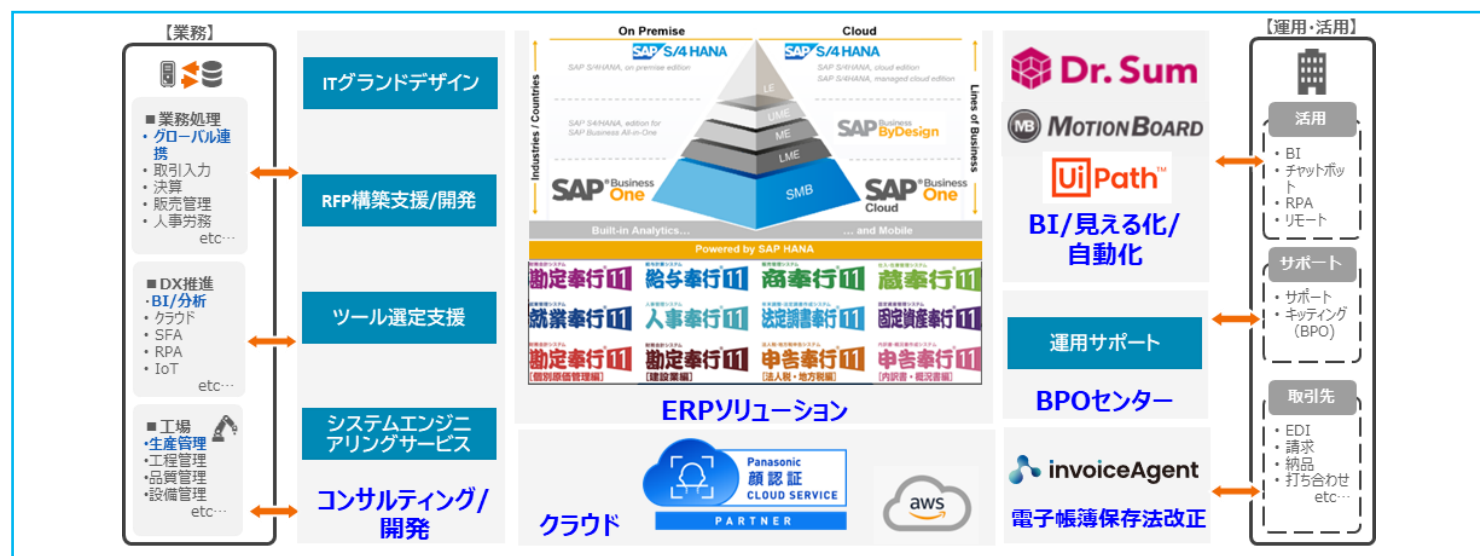 【業務】
■業務処理
・グローバル連
携
・取引入力
・決算
・販売管理
・人事労務
etc…
■DX推進
・BI/分析
・クラウド
・SFA
・RPA
・IoT
etc…
■工場
・生産管理
・工程管理
・品質管理
・設備管理
etc…
ITグランドデザイン
RFP構築支援/開発
ツール選定支援
システムエンジニ
アリングサービス
コンサルティング/
開発
On Premise
Cloud
SAP S/4HANA
SAP S/4HANA, on premise edition
SAP S/4HANA
SAP S/4HANA, cloud edition
SAP S/4HANA, managed cloud edition
Industries / Countries
Lines of Business
LE
UME
ME
LME
SMB
SAP S/4HANA, edition for
SAP Business All-in-One
SAP Business
ByDesign
SAP Business
One
SAP Business
One
Cloud
Built-in Analytics…
… and Mobile
Powered by SAP HANA
勘定奉行11
給与奉行11
商奉行11
蔵奉行11
就業奉行11
人事奉行11
法定調書奉行11
固定資産奉行11
勘定奉行11
[個別原価管理編]
勘定奉行11
[建設業編]
申告奉行11
[法人税・地方税編]
申告奉行11
[内訳書・概況書編]
ERPソリューション
クラウド
Panasonic
顔認証
CLOUD SERVICE
PARTNER
aws
Dr. Sum
MB MOTIONBOARD
UiPath™
BI/見える化/
自動化
運用サポート
BPOセンター
invoiceAgent
電子帳簿保存法改正
【運用・活用】
活用
・BI
・チャットボッ
ト
・RPA
・リモート
サポート
・サポート
・キッティング
（BPO）
取引先
・EDI
・請求
・納品
・打ち合わせ
etc…